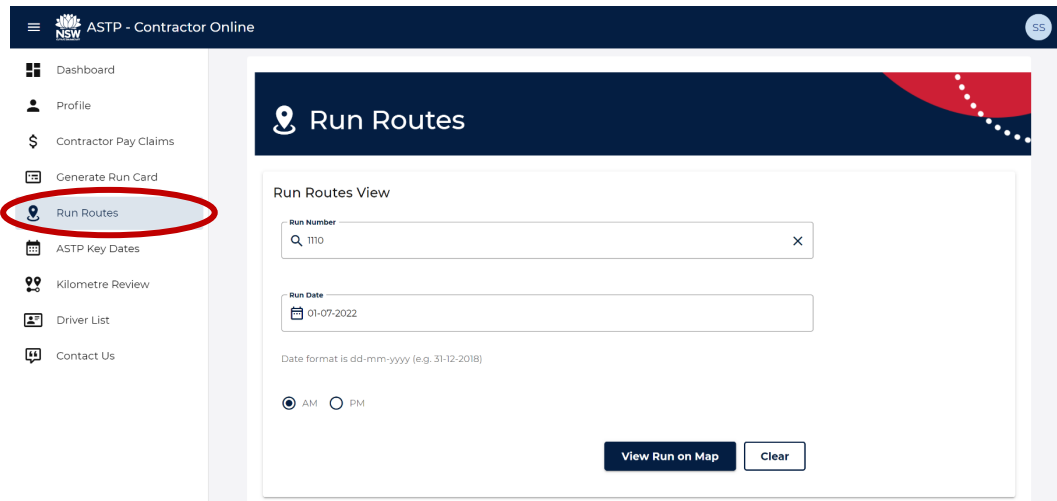 NSW
ASTP - Contractor Online
SS
Dashboard
Profile
Contractor Pay Claims
Generate Run Card
Run Routes
ASTP Key Dates
Kilometre Review
Driver List
Contact Us
Run Routes
Run Routes View
Run Number
1110
Run Date
01-07-2022
Date format is dd-mm-yyyy (e.g. 31-12-2018)
AM PM
View Run on Map Clear